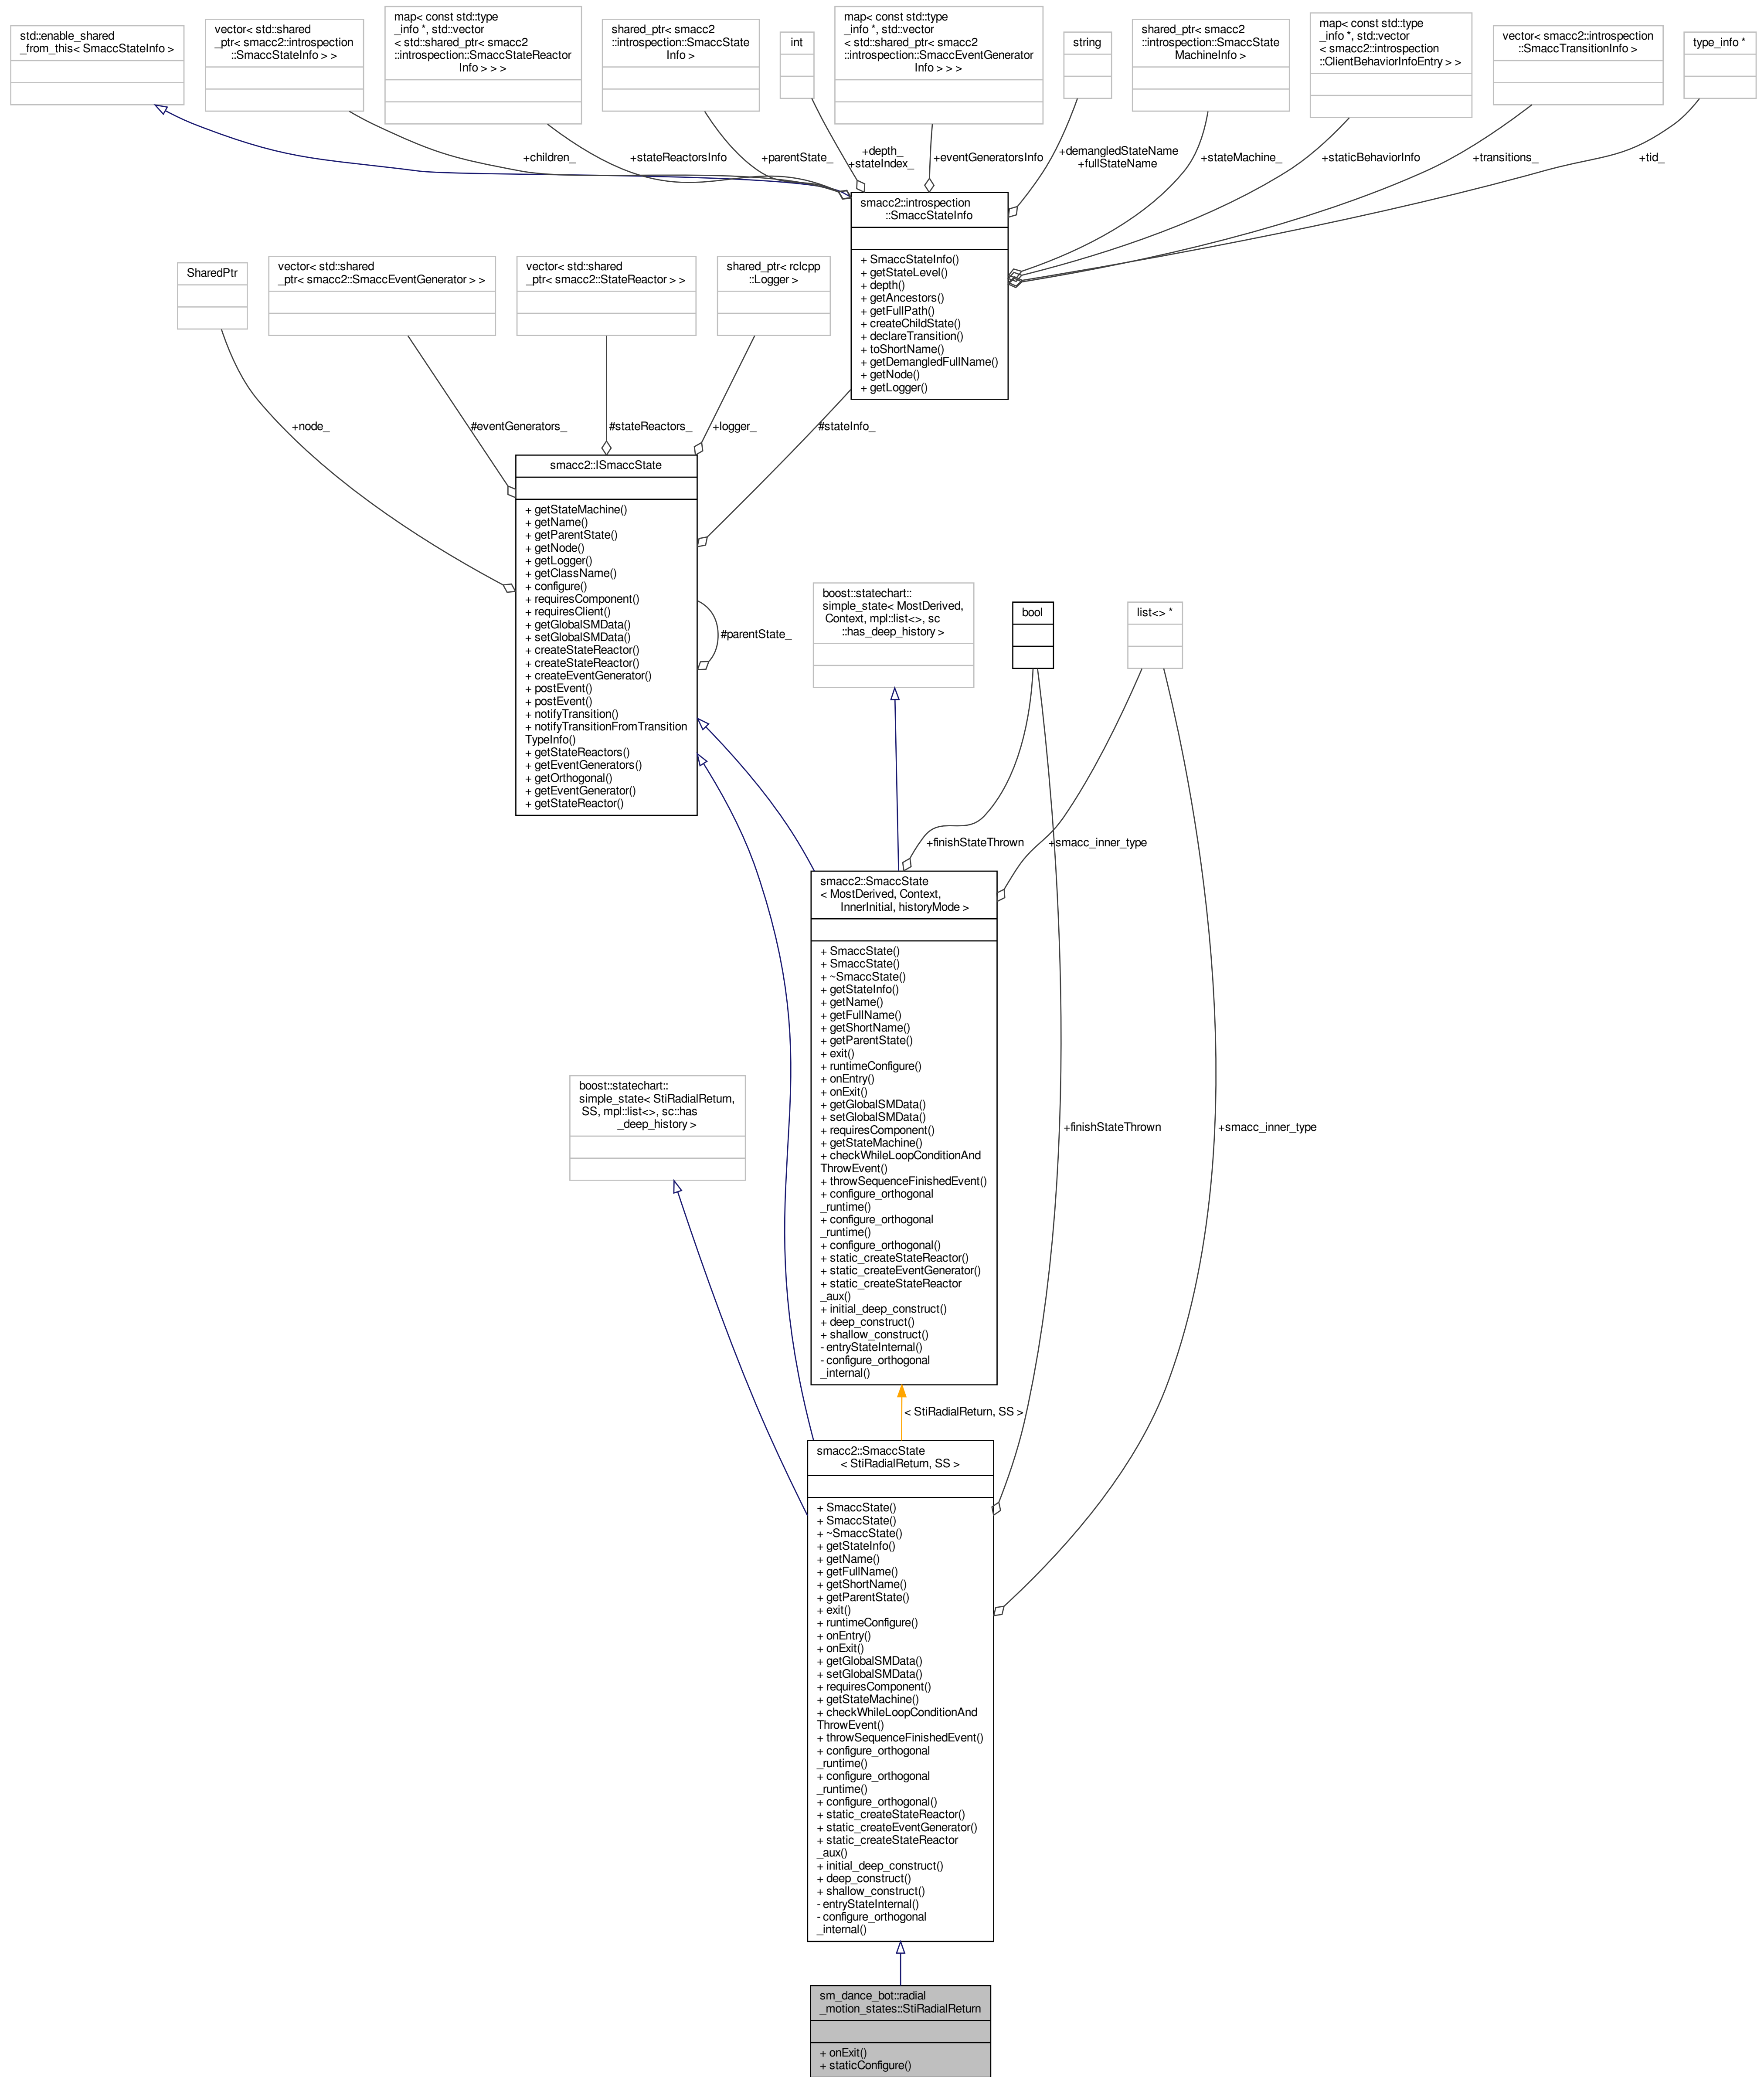 std::enable_shared
_from_this< SmaccStateInfo >
vector< std::shared
_ptr< smacc2::introspection
::SmaccStateInfo > >
map< const std::type
_info *, std::vector
< std::shared_ptr< smacc2
::introspection::SmaccStateReactor
Info > > >
shared_ptr< smacc2
::introspection::SmaccState
Info >
int
map< const std::type
_info *, std::vector
< std::shared_ptr< smacc2
::introspection::SmaccEventGenerator
Info > > >
string
shared_ptr< smacc2
::introspection::SmaccState
MachineInfo >
map< const std::type
_info *, std::vector
< smacc2::introspection
::ClientBehaviorInfoEntry > >
vector< smacc2::introspection
::SmaccTransitionInfo >
type_info *
+children_
+stateReactorsInfo
+parentState_
+depth_
+stateIndex_
+eventGeneratorsInfo
+demangledStateName
+fullStateName
+stateMachine_
+staticBehaviorInfo
+transitions_
+tid_
smacc2::introspection
::SmaccStateInfo
+ SmaccStateInfo()
+ getStateLevel()
+ depth()
+ getAncestors()
+ getFullPath()
+ createChildState()
+ declareTransition()
+ toShortName()
+ getDemangledFullName()
+ getNode()
+ getLogger()
SharedPtr
vector< std::shared
_ptr< smacc2::SmaccEventGenerator > >
vector< std::shared
_ptr< smacc2::StateReactor > >
shared_ptr< rclcpp
::Logger >
+node_
#eventGenerators_
#stateReactors_
+logger_
#stateInfo_
smacc2::ISmaccState
+ getStateMachine()
+ getName()
+ getParentState()
+ getNode()
+ getLogger()
+ getClassName()
+ configure()
+ requiresComponent()
+ requiresClient()
+ getGlobalSMData()
+ setGlobalSMData()
+ createStateReactor()
+ createStateReactor()
+ createEventGenerator()
+ postEvent()
+ postEvent()
+ notifyTransition()
+ notifyTransitionFromTransition
TypeInfo()
+ getStateReactors()
+ getEventGenerators()
+ getOrthogonal()
+ getEventGenerator()
+ getStateReactor()
#parentState_
boost::statechart::
simple_state< MostDerived,
Context, mpl::list<>, sc
::has_deep_history >
bool
list<> *
+finishStateThrown
+smacc_inner_type
smacc2::SmaccState
< MostDerived, Context,
InnerInitial, historyMode >
+ SmaccState()
+ SmaccState()
+ ~SmaccState()
+ getStateInfo()
+ getName()
+ getFullName()
+ getShortName()
+ getParentState()
+ exit()
+ runtimeConfigure()
+ onEntry()
+ onExit()
+ getGlobalSMData()
+ setGlobalSMData()
+ requiresComponent()
+ getStateMachine()
+ checkWhileLoopConditionAnd
ThrowEvent()
+ throwSequenceFinishedEvent()
+ configure_orthogonal
_runtime()
+ configure_orthogonal
_runtime()
+ configure_orthogonal()
+ static_createStateReactor()
+ static_createEventGenerator()
+ static_createStateReactor
_aux()
+ initial_deep_construct()
+ deep_construct()
+ shallow_construct()
- entryStateInternal()
- configure_orthogonal
_internal()
boost::statechart::
simple_state< StiRadialReturn,
SS, mpl::list<>, sc::has
_deep_history >
+finishStateThrown
+smacc_inner_type
< StiRadialReturn, SS >
smacc2::SmaccState
< StiRadialReturn, SS >
+ SmaccState()
+ SmaccState()
+ ~SmaccState()
+ getStateInfo()
+ getName()
+ getFullName()
+ getShortName()
+ getParentState()
+ exit()
+ runtimeConfigure()
+ onEntry()
+ onExit()
+ getGlobalSMData()
+ setGlobalSMData()
+ requiresComponent()
+ getStateMachine()
+ checkWhileLoopConditionAnd
ThrowEvent()
+ throwSequenceFinishedEvent()
+ configure_orthogonal
_runtime()
+ configure_orthogonal
_runtime()
+ configure_orthogonal()
+ static_createStateReactor()
+ static_createEventGenerator()
+ static_createStateReactor
_aux()
+ initial_deep_construct()
+ deep_construct()
+ shallow_construct()
- entryStateInternal()
- configure_orthogonal
_internal()
sm_dance_bot::radial
_motion_states::StiRadialReturn
+ onExit()
+ staticConfigure()